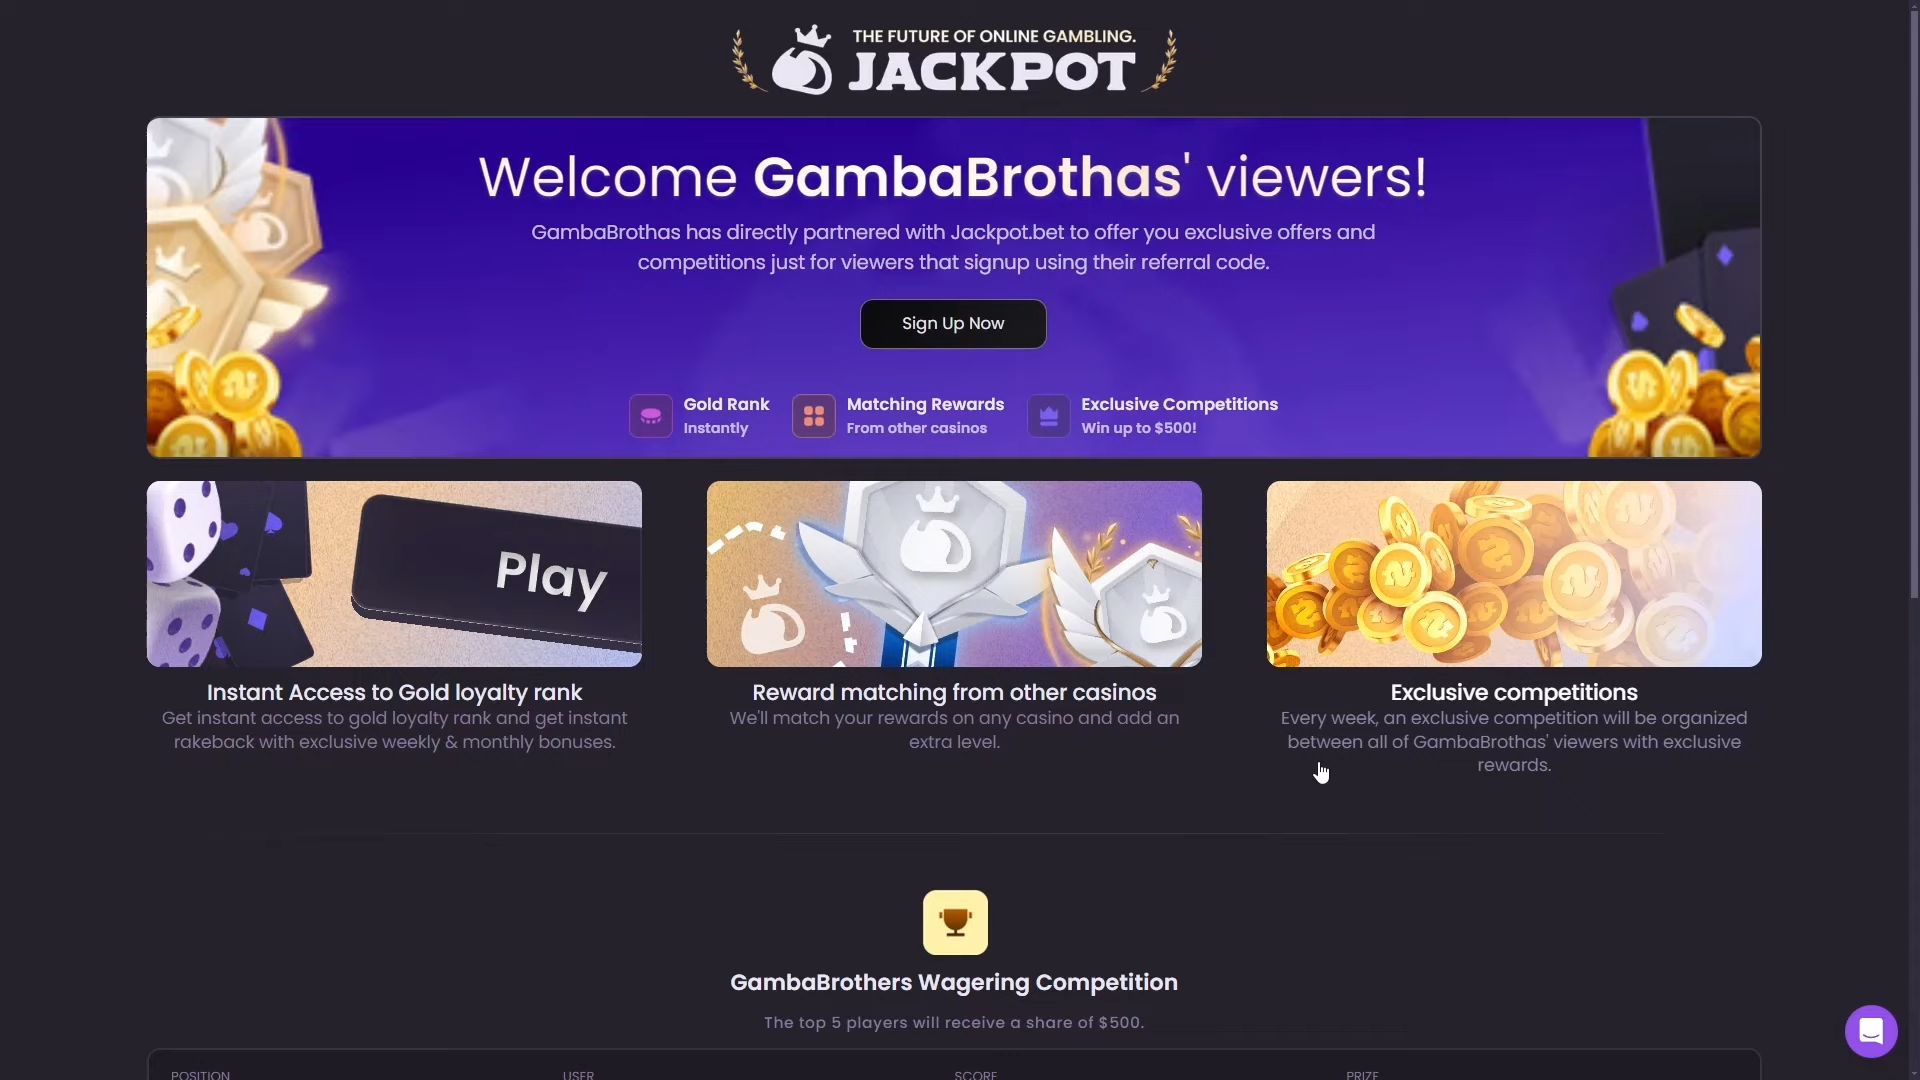 THE FUTURE OF ONLINE GAMBLING.
JACKPOT
Welcome GambaBrothas' viewers!
GambaBrothas has directly partnered with Jackpot.bet to offer you exclusive offers and
competitions just for viewers that signup using their referral code.
Sign Up Now
Gold Rank
Instantly
Matching Rewards
From other casinos
Exclusive Competitions
Win up to $500!
Play
Instant Access to Gold loyalty rank
Get instant access to gold loyalty rank and get instant
rakeback with exclusive weekly & monthly bonuses.
Reward matching from other casinos
We'll match your rewards on any casino and add an
extra level.
Exclusive competitions
Every week, an exclusive competition will be organized
between all of GambaBrothas' viewers with exclusive
rewards.
GambaBrothers Wagering Competition
The top 5 players will receive a share of $500.
POSITION USER SCORE PRIZE